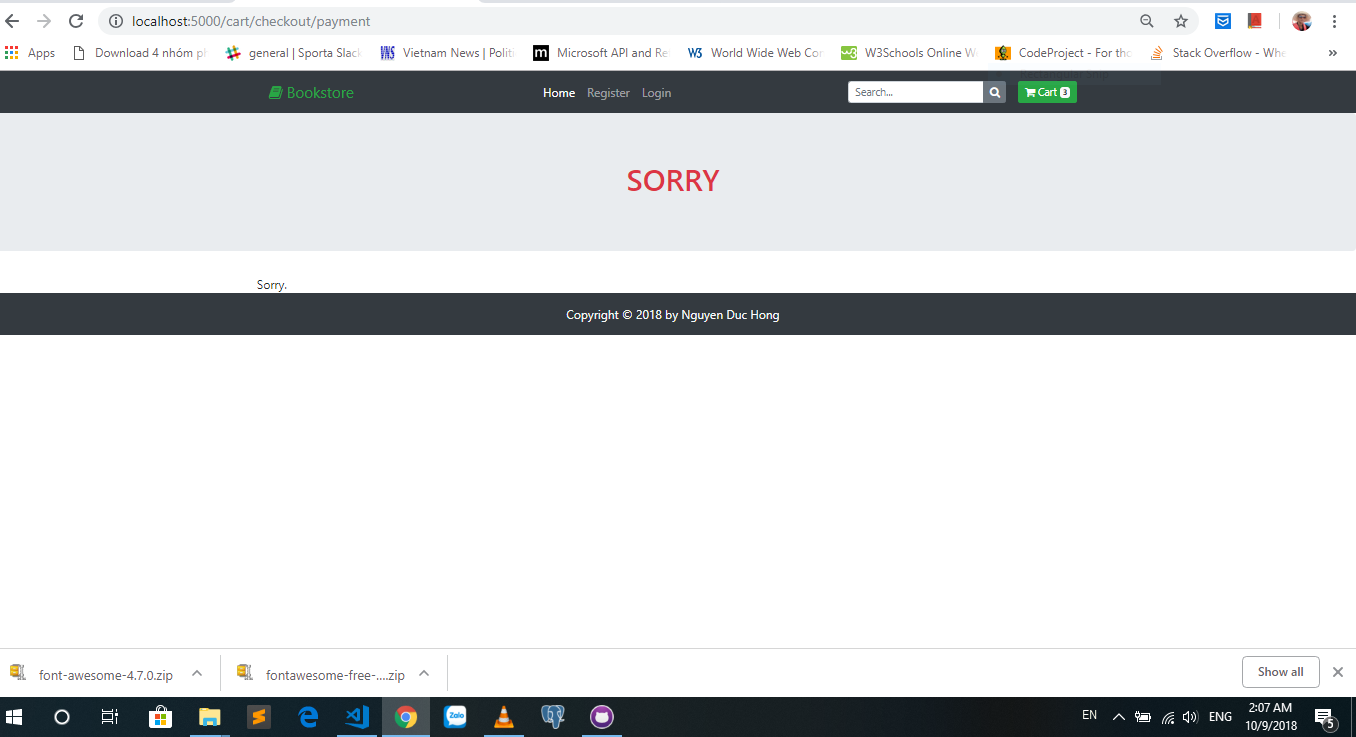 localhost:5000/cart/checkout/payment
Apps Download 4 nhóm general | Sporta Slack Vietnam News | Politi Microsoft API and Re World Wide Web Con W3Schools Online W CodeProject - For tho Stack Overflow - Whe »
Bookstore Home Register Login Search... Cart 3
SORRY
Sorry.
Copyright © 2018 by Nguyen Duc Hong
font-awesome-4.7.0.zip fontawesome-free-....zip Show all
Zalo EN ENG 2:07 AM
10/9/2018 5